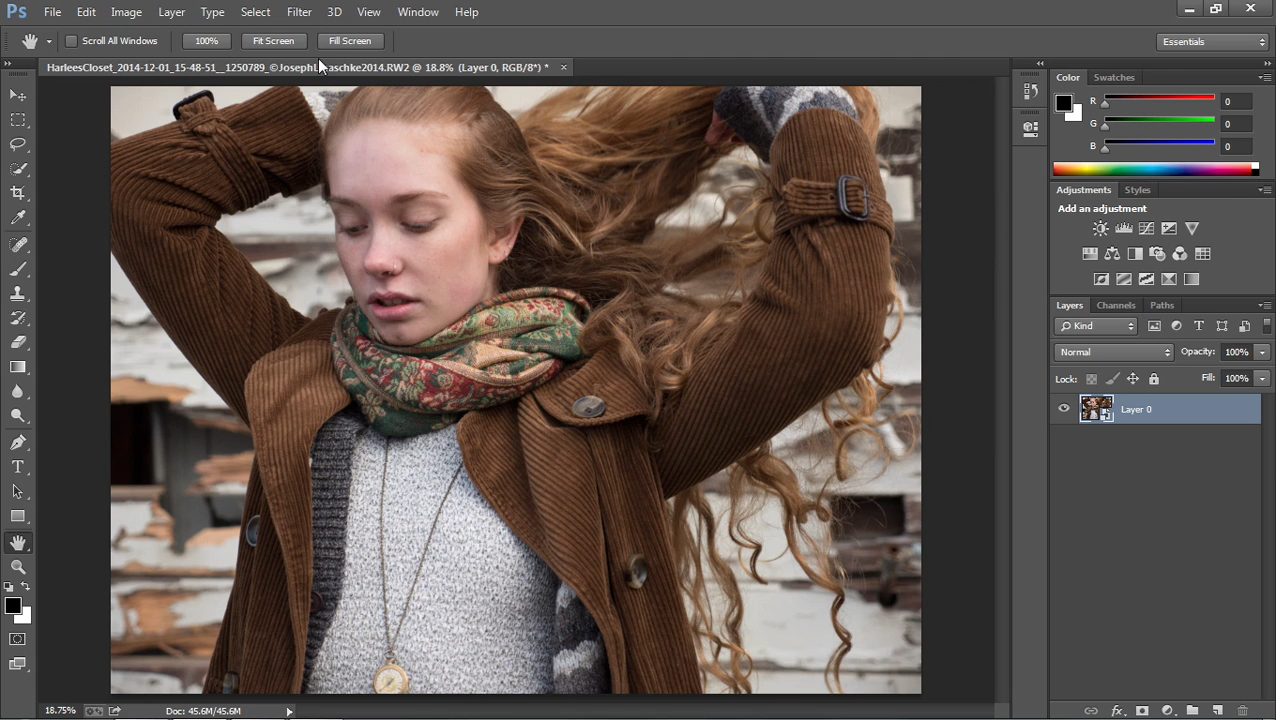 Ps File Edit Image Layer Type Select Filter 3D View Window Help
Scroll All Windows 100% Fit Screen Fill Screen Essentials
HarleesCloset_2014-12-01_15-48-51__1250789_©JosephL aschke2014.RW2 @ 18.8% (Layer 0, RGB/8*) *
Color Swatches
R 0
G 0
B 0
Adjustments Styles
Add an adjustment
Layers Channels Paths
Kind
Normal Opacity: 100%
Lock: Fill: 100%
Layer 0
18.75% Doc: 45.6M/45.6M